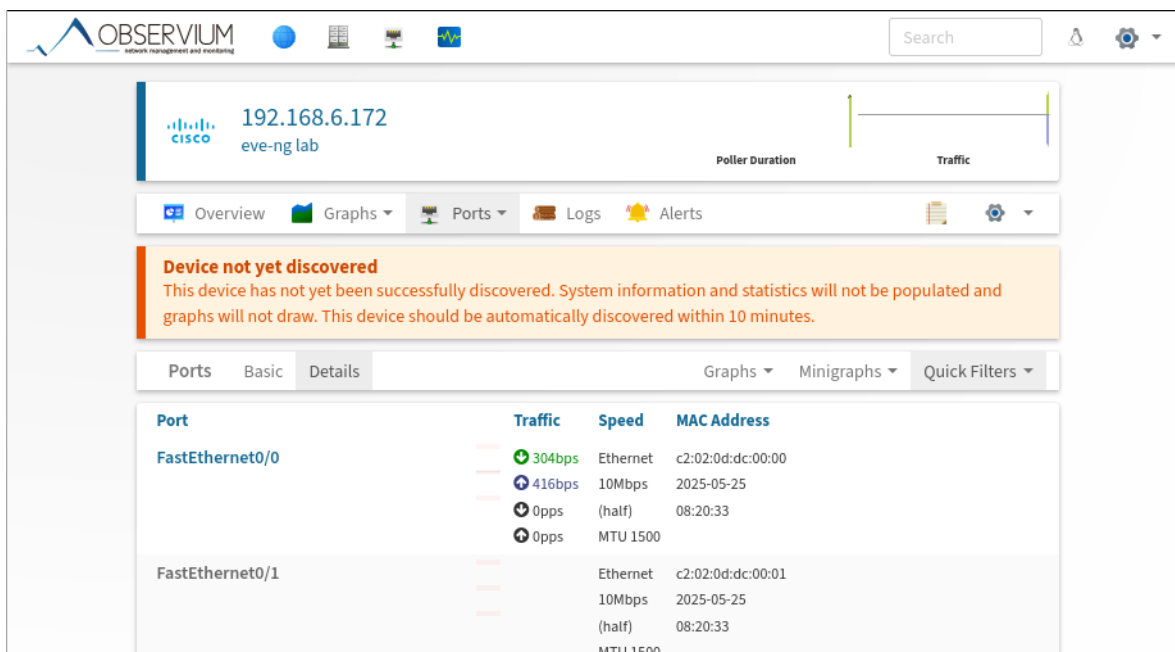 OBSERVIUM
network management and monitoring
Search
CISCO
192.168.6.172
eve-ng lab
Poller Duration
Traffic
Overview
Graphs
Ports
Logs
Alerts
Device not yet discovered
This device has not yet been successfully discovered. System information and statistics will not be populated and
graphs will not draw. This device should be automatically discovered within 10 minutes.
Ports
Basic
Details
Graphs
Minigraphs
Quick Filters
Port Traffic Speed MAC Address
FastEthernet0/0 304bps Ethernet c2:02:0d:dc:00:00
416bps 10Mbps 2025-05-25
0pps (half) 08:20:33
0pps MTU 1500
FastEthernet0/1 Ethernet c2:02:0d:dc:00:01
10Mbps 2025-05-25
(half) 08:20:33
MTU 1500